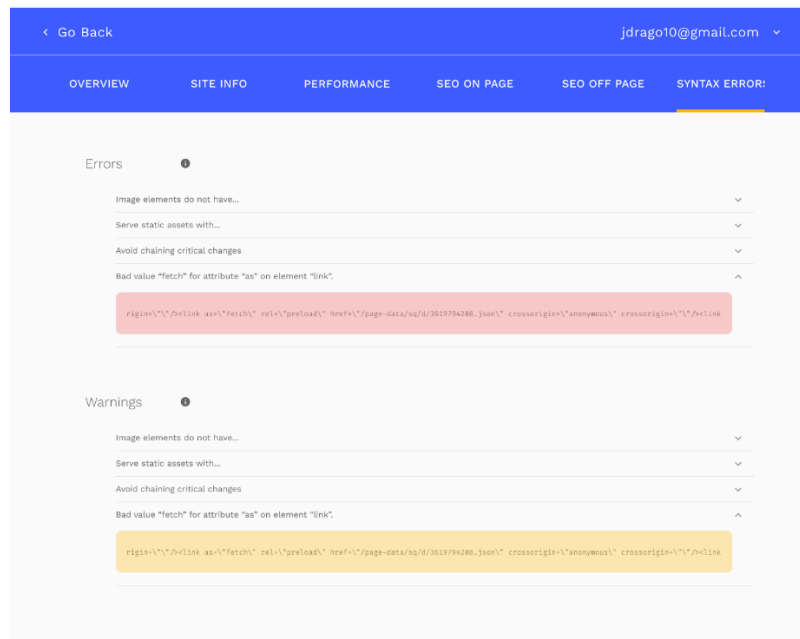 Go Back
jdrago10@gmail.com
OVERVIEW SITE INFO PERFORMANCE SEO ON PAGE SEO OFF PAGE SYNTAX ERRORS
Errors
Image elements do not have...
Serve static assets with...
Avoid chaining critical changes
Bad value "fetch" for attribute "as" on element "link".
rigin=\"\"/><link as=\"fetch\" rel=\"preload\" href=\"/page-data/sq/d/3619794208.json\" crossorigin=\"anonymous\" crossorigin=\"\"/><link
Warnings
Image elements do not have...
Serve static assets with...
Avoid chaining critical changes
Bad value "fetch" for attribute "as" on element "link".
rigin=\"\"/><link as=\"fetch\" rel=\"preload\" href=\"/page-data/sq/d/3619794208.json\" crossorigin=\"anonymous\" crossorigin=\"\"/><link